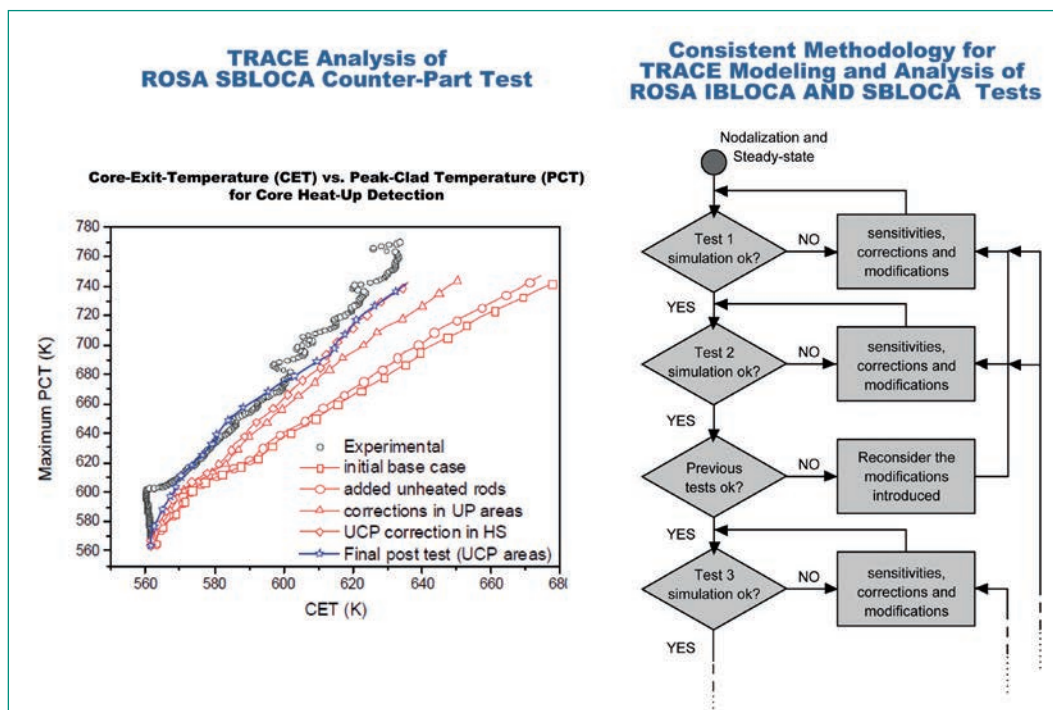 TRACE Analysis of
ROSA SBLOCA Counter-Part Test
Core-Exit-Temperature (CET) vs. Peak-Clad Temperature (PCT)
for Core Heat-Up Detection
Maximum PCT (K)
780
760
740
720
700
680
660
640
620
600
580
560
Experimental
initial base case
added unheated rods
corrections in UP areas
UCP correction in HS
Final post test (UCP areas)
560
580
600
620
640
660
68
CET (K)
Consistent Methodology for
TRACE Modeling and Analysis of
ROSA IBLOCA AND SBLOCA Tests
Nodalization and
Steady-state
Test 1
simulation ok?
NO
sensitivities,
corrections and
modifications
YES
Test 2
simulation ok?
NO
sensitivities,
corrections and
modifications
YES
Previous
tests ok?
NO
Reconsider the
modifications
introduced
YES
Test 3
simulation ok?
NO
sensitivities,
corrections and
modifications
YES